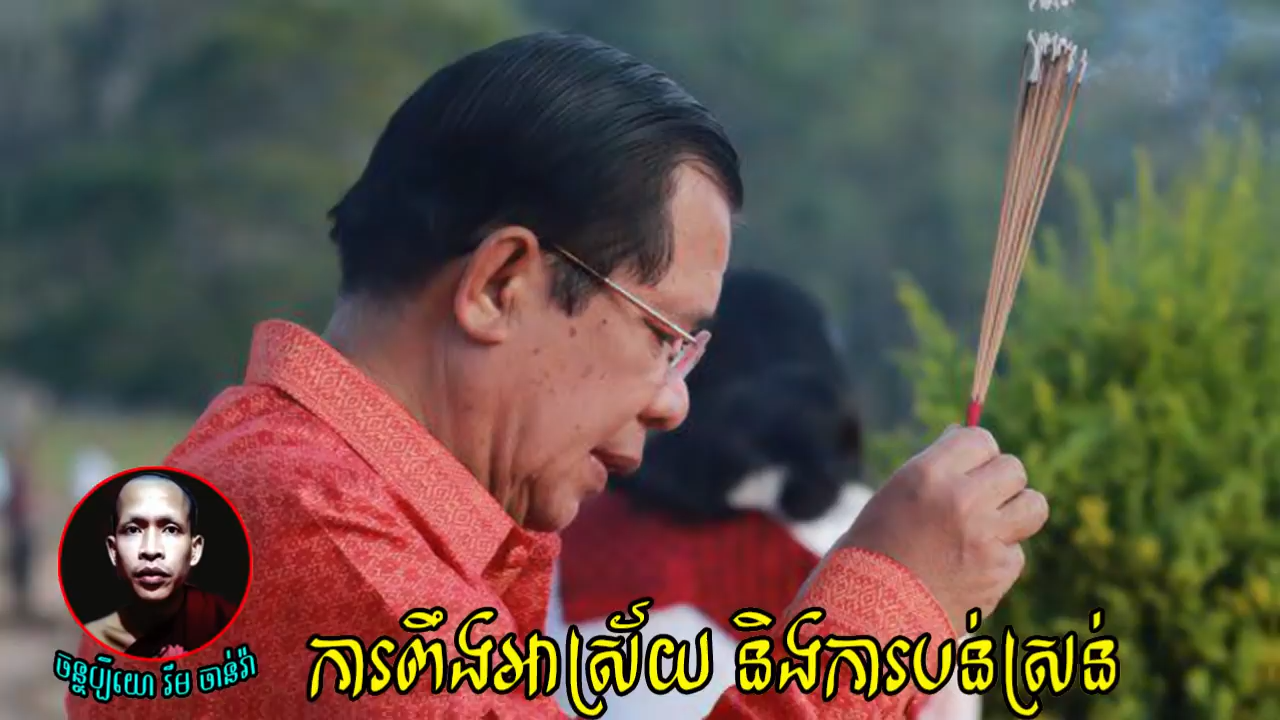 ចន្ទប្បិយោ រឹម ចាន់រ៉ា
ការពឹងអាស្រ័យ និងការបន់ស្រន់